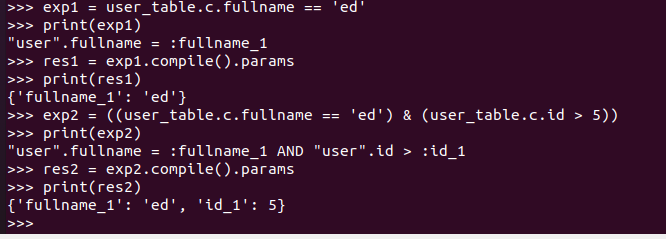 >>> exp1 = user_table.c.fullname == 'ed'
>>> print(exp1)
"user".fullname = :fullname_1
>>> res1 = exp1.compile().params
>>> print(res1)
{'fullname_1': 'ed'}
>>> exp2 = ((user_table.c.fullname == 'ed') & (user_table.c.id > 5))
>>> print(exp2)
"user".fullname = :fullname_1 AND "user".id > :id_1
>>> res2 = exp2.compile().params
>>> print(res2)
{'fullname_1': 'ed', 'id_1': 5}
>>>